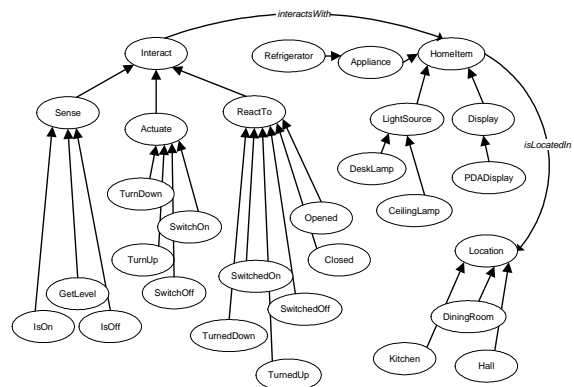 interactsWith
Interact
Refrigerator
Appliance
HomeItem
Sense
Actuate
ReactTo
LightSource
Display
isLocatedIn
DeskLamp
PDADisplay
TurnDown
CeilingLamp
SwitchOn
Opened
TurnUp
Closed
Location
SwitchOff
SwitchedOn
GetLevel
SwitchedOff
IsOn
IsOff
TurnedDown
DiningRoom
Kitchen
Hall
TurnedUp